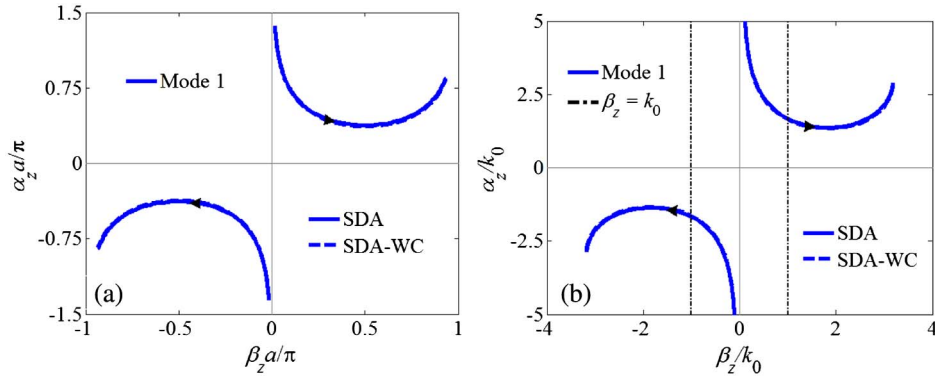 1.5
0.75
0
-0.75
-1.5
α_z a/π
Mode 1
SDA
SDA-WC
(a)
-1
-0.5
0
0.5
1
β_z a/π
5
2.5
0
-2.5
-5
α_z/k_0
Mode 1
β_z = k_0
SDA
SDA-WC
(b)
-4
-2
0
2
4
β_z/k_0